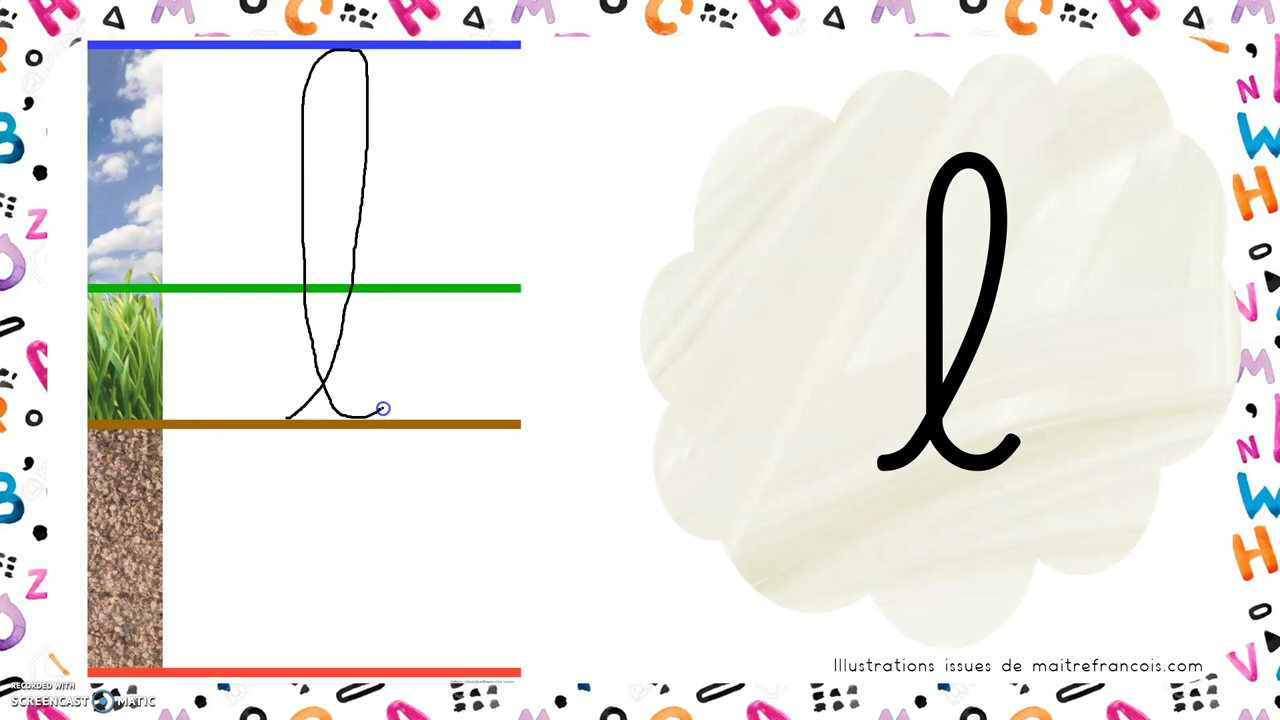 l
l
Illustrations issues de maitrefrancois.com
RECORDED WITH
SCREENCAST MATIC